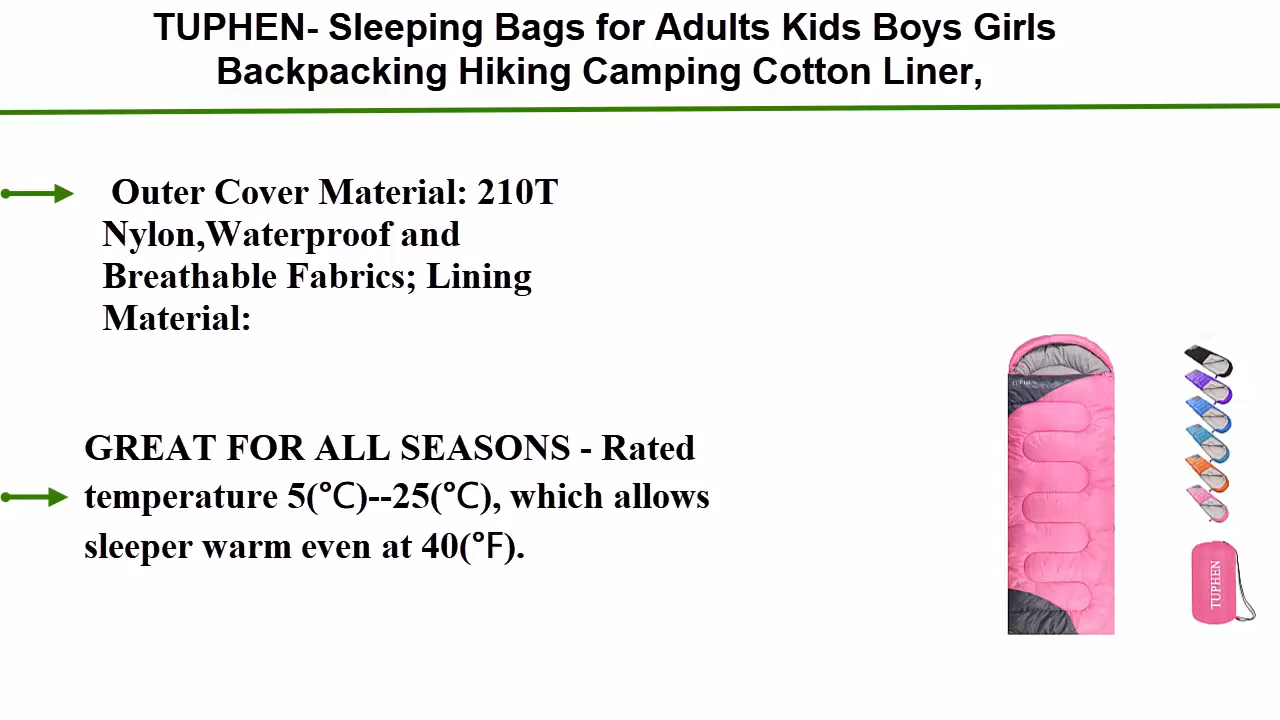 TUPHEN- Sleeping Bags for Adults Kids Boys Girls
Backpacking Hiking Camping Cotton Liner,
Outer Cover Material: 210T
Nylon,Waterproof and
Breathable Fabrics; Lining
Material:
GREAT FOR ALL SEASONS - Rated
temperature 5(℃)--25(℃), which allows
sleeper warm even at 40(℉).
TUPHEN
TUPHEN